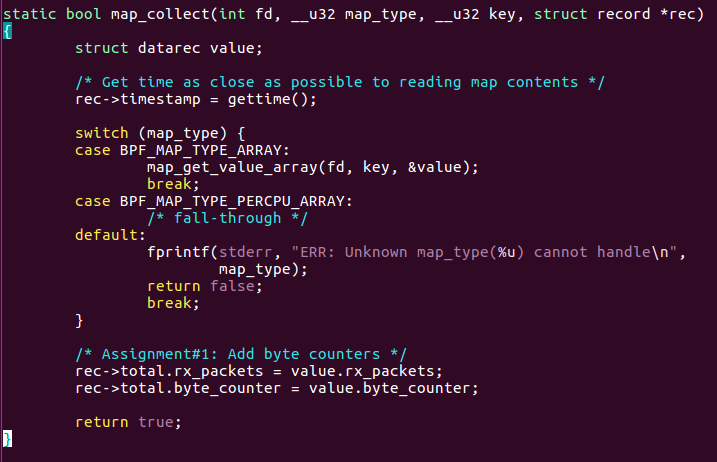 static bool map_collect(int fd, __u32 map_type, __u32 key, struct record *rec)
{
        struct datarec value;

        /* Get time as close as possible to reading map contents */
        rec->timestamp = gettime();

        switch (map_type) {
        case BPF_MAP_TYPE_ARRAY:
                map_get_value_array(fd, key, &value);
                break;
        case BPF_MAP_TYPE_PERCPU_ARRAY:
                /* fall-through */
        default:
                fprintf(stderr, "ERR: Unknown map_type(%u) cannot handle\n",
                        map_type);
                return false;
                break;
        }

        /* Assignment#1: Add byte counters */
        rec->total.rx_packets = value.rx_packets;
        rec->total.byte_counter = value.byte_counter;

        return true;
}